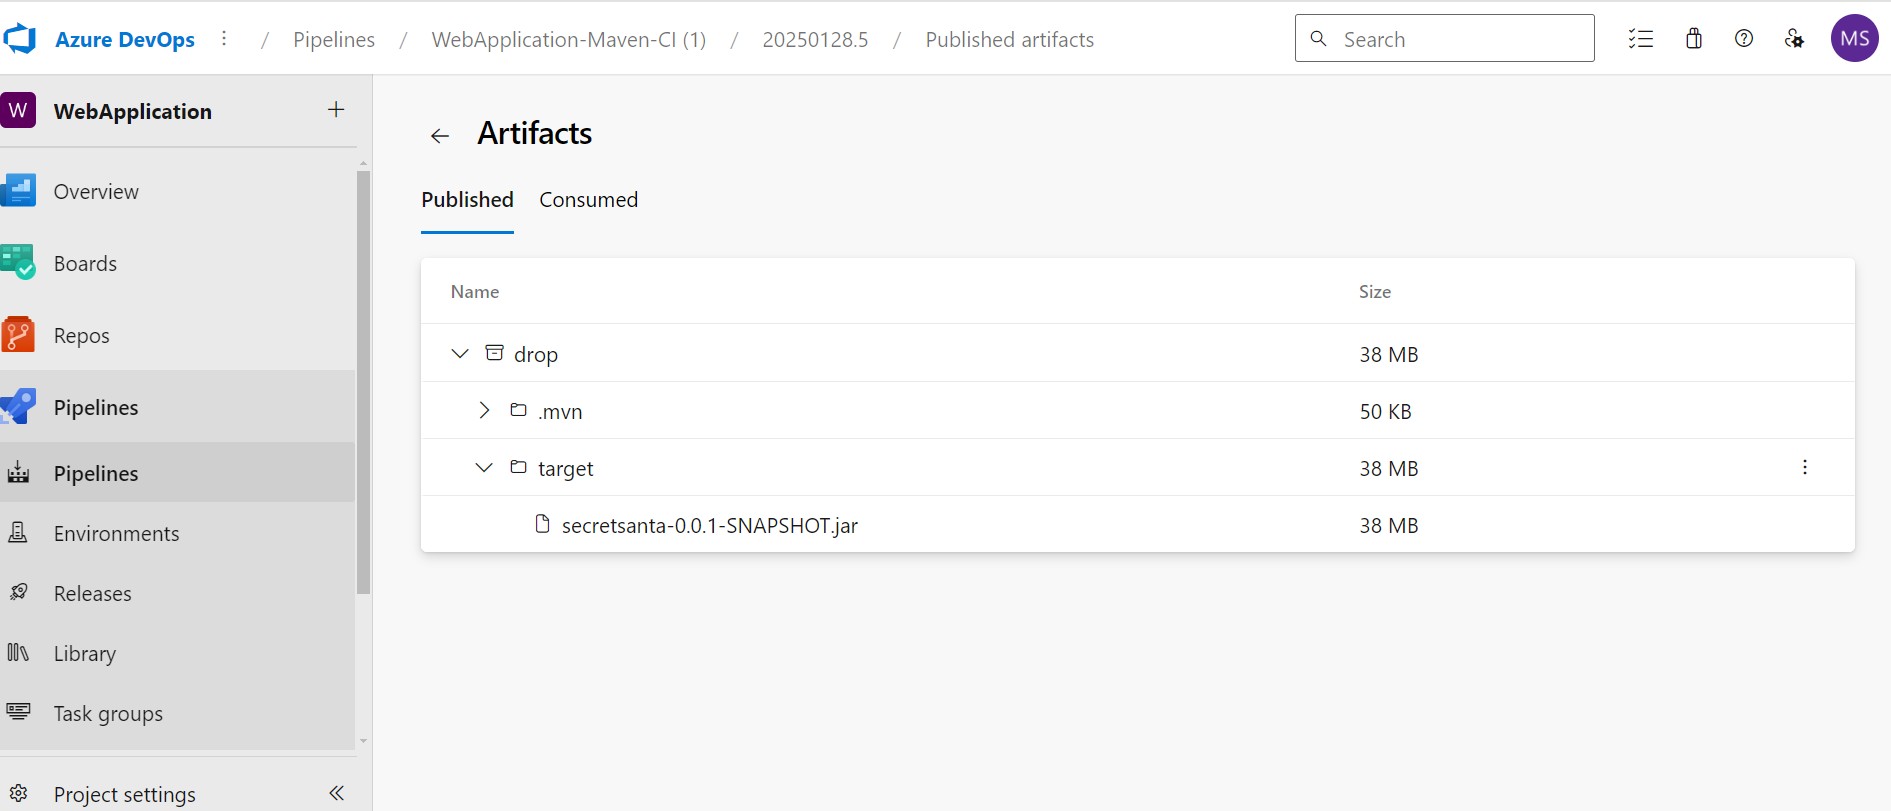 Azure DevOps / Pipelines / WebApplication-Maven-CI (1) / 20250128.5 / Published artifacts
Search
MS
W WebApplication
Overview
Boards
Repos
Pipelines
Pipelines
Environments
Releases
Library
Task groups
Project settings
Artifacts
Published Consumed
Name Size
drop 38 MB
.mvn 50 KB
target 38 MB
secretsanta-0.0.1-SNAPSHOT.jar 38 MB